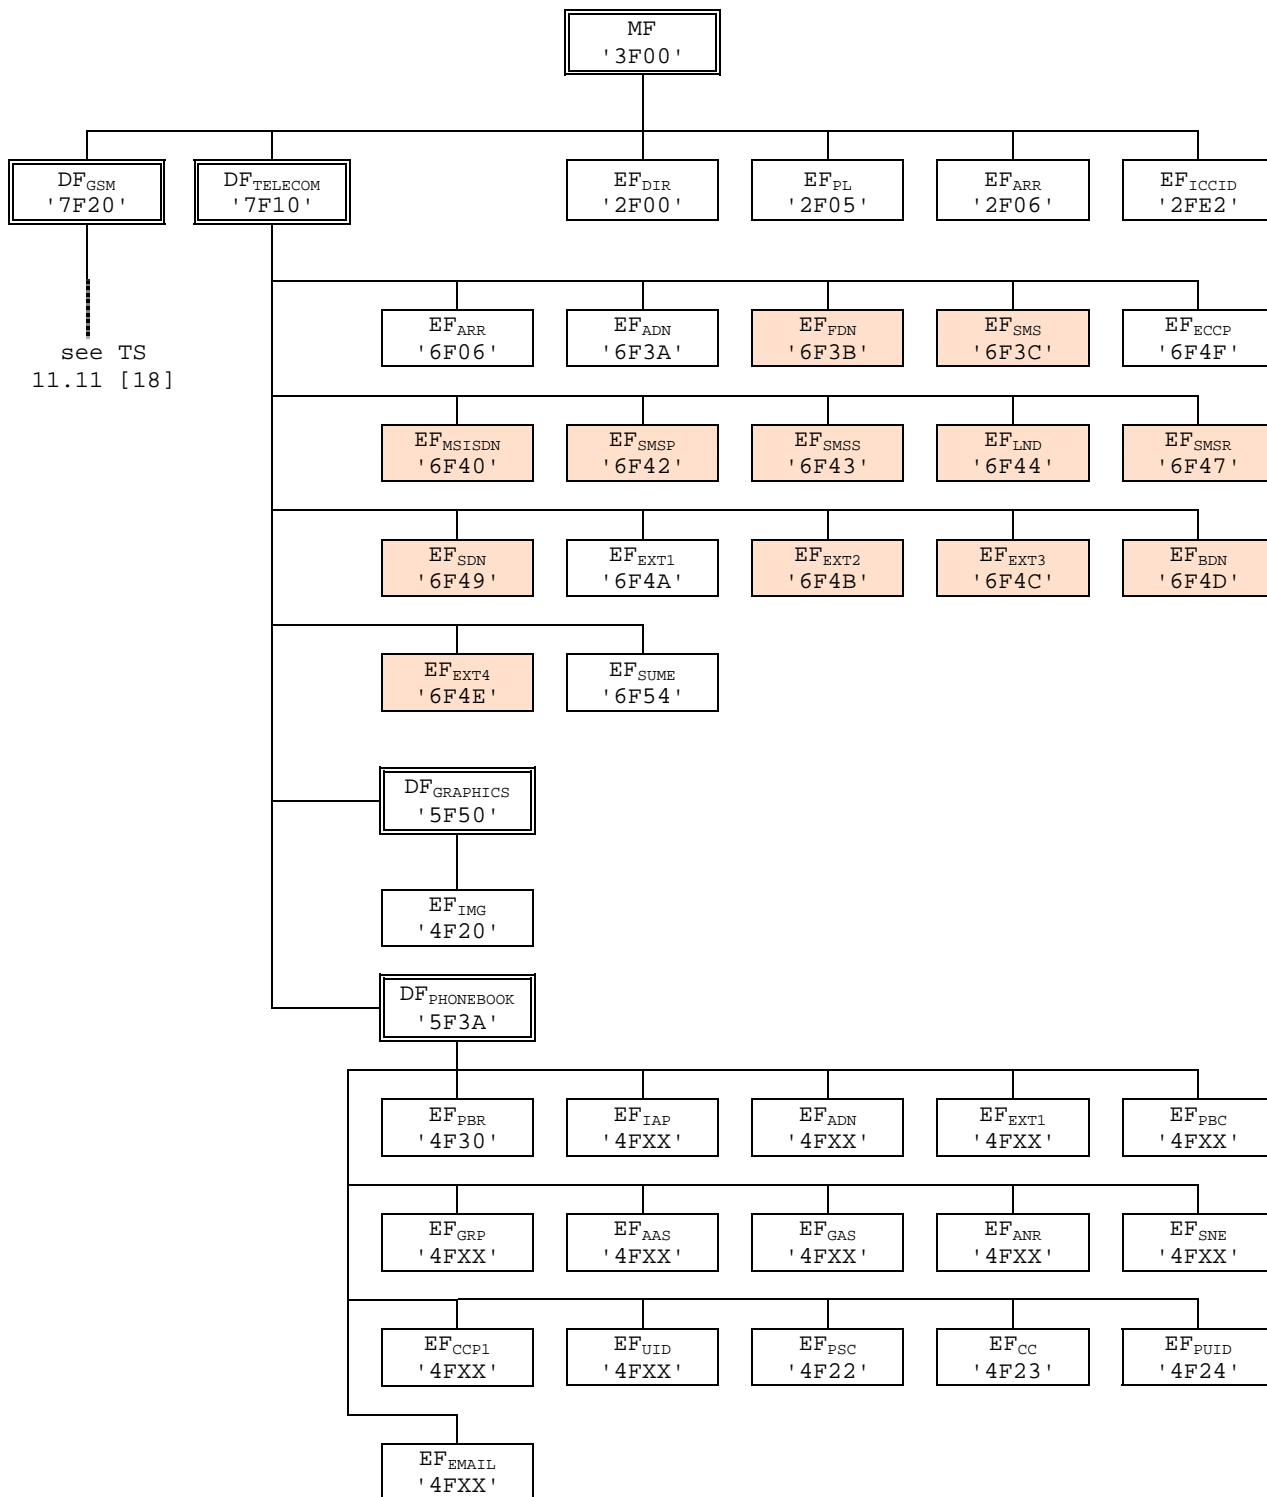 MF
'3F00'
DFGSM
'7F20'
DFTELECOM
'7F10'
EFDIR
'2F00'
EFPL
'2F05'
EFARR
'2F06'
EFICCID
'2FE2'
see TS
11.11 [18]
EFARR
'6F06'
EFADN
'6F3A'
EFFDN
'6F3B'
EFSMS
'6F3C'
EFECCP
'6F4F'
EFMSISDN
'6F40'
EFSMSP
'6F42'
EFSMSS
'6F43'
EFLND
'6F44'
EFSMSR
'6F47'
EFSDN
'6F49'
EFEXT1
'6F4A'
EFEXT2
'6F4B'
EFEXT3
'6F4C'
EFBDN
'6F4D'
EFEXT4
'6F4E'
EFSUME
'6F54'
DFGRAPHICS
'5F50'
EFIMG
'4F20'
DFPHONEBOOK
'5F3A'
EFPBR
'4F30'
EFIAP
'4FXX'
EFADN
'4FXX'
EFEXT1
'4FXX'
EFPBC
'4FXX'
EFGRP
'4FXX'
EFAAS
'4FXX'
EFGAS
'4FXX'
EFANR
'4FXX'
EFSNE
'4FXX'
EFCCP1
'4FXX'
EFUID
'4FXX'
EFPSC
'4F22'
EFCC
'4F23'
EFPUID
'4F24'
EFEMAIL
'4FXX'